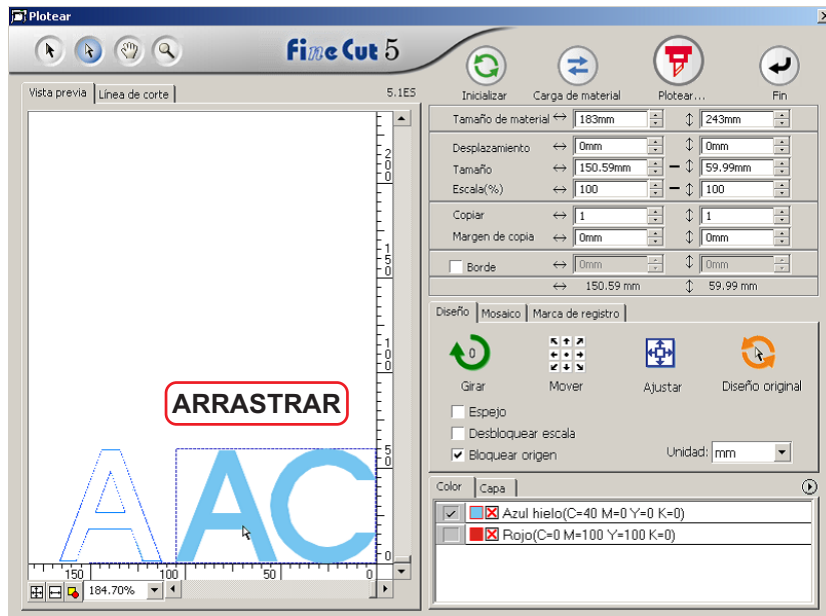 Plotear
Fine Cut 5
Inicializar
Carga de material
Plotear...
Fin
Vista previa
Línea de corte
5.1ES
Tamaño de material ↔ 183mm ↕ 243mm
Desplazamiento ↔ 0mm ↕ 0mm
Tamaño ↔ 150.59mm ↕ 59.99mm
Escala(%) ↔ 100 ↕ 100
Copiar ↔ 1 ↕ 1
Margen de copia ↔ 0mm ↕ 0mm
Borde ↔ 0mm ↕ 0mm
↔ 150.59 mm ↕ 59.99 mm
Diseño
Mosaico
Marca de registro
0
Girar
Mover
Ajustar
Diseño original
Espejo
Desbloquear escala
Bloquear origen
Unidad: mm
Color
Capa
Azul hielo(C=40 M=0 Y=0 K=0)
Rojo(C=0 M=100 Y=100 K=0)
200
150
100
ARRASTRAR
50
A AC
0
150 100 50 0
184.70%